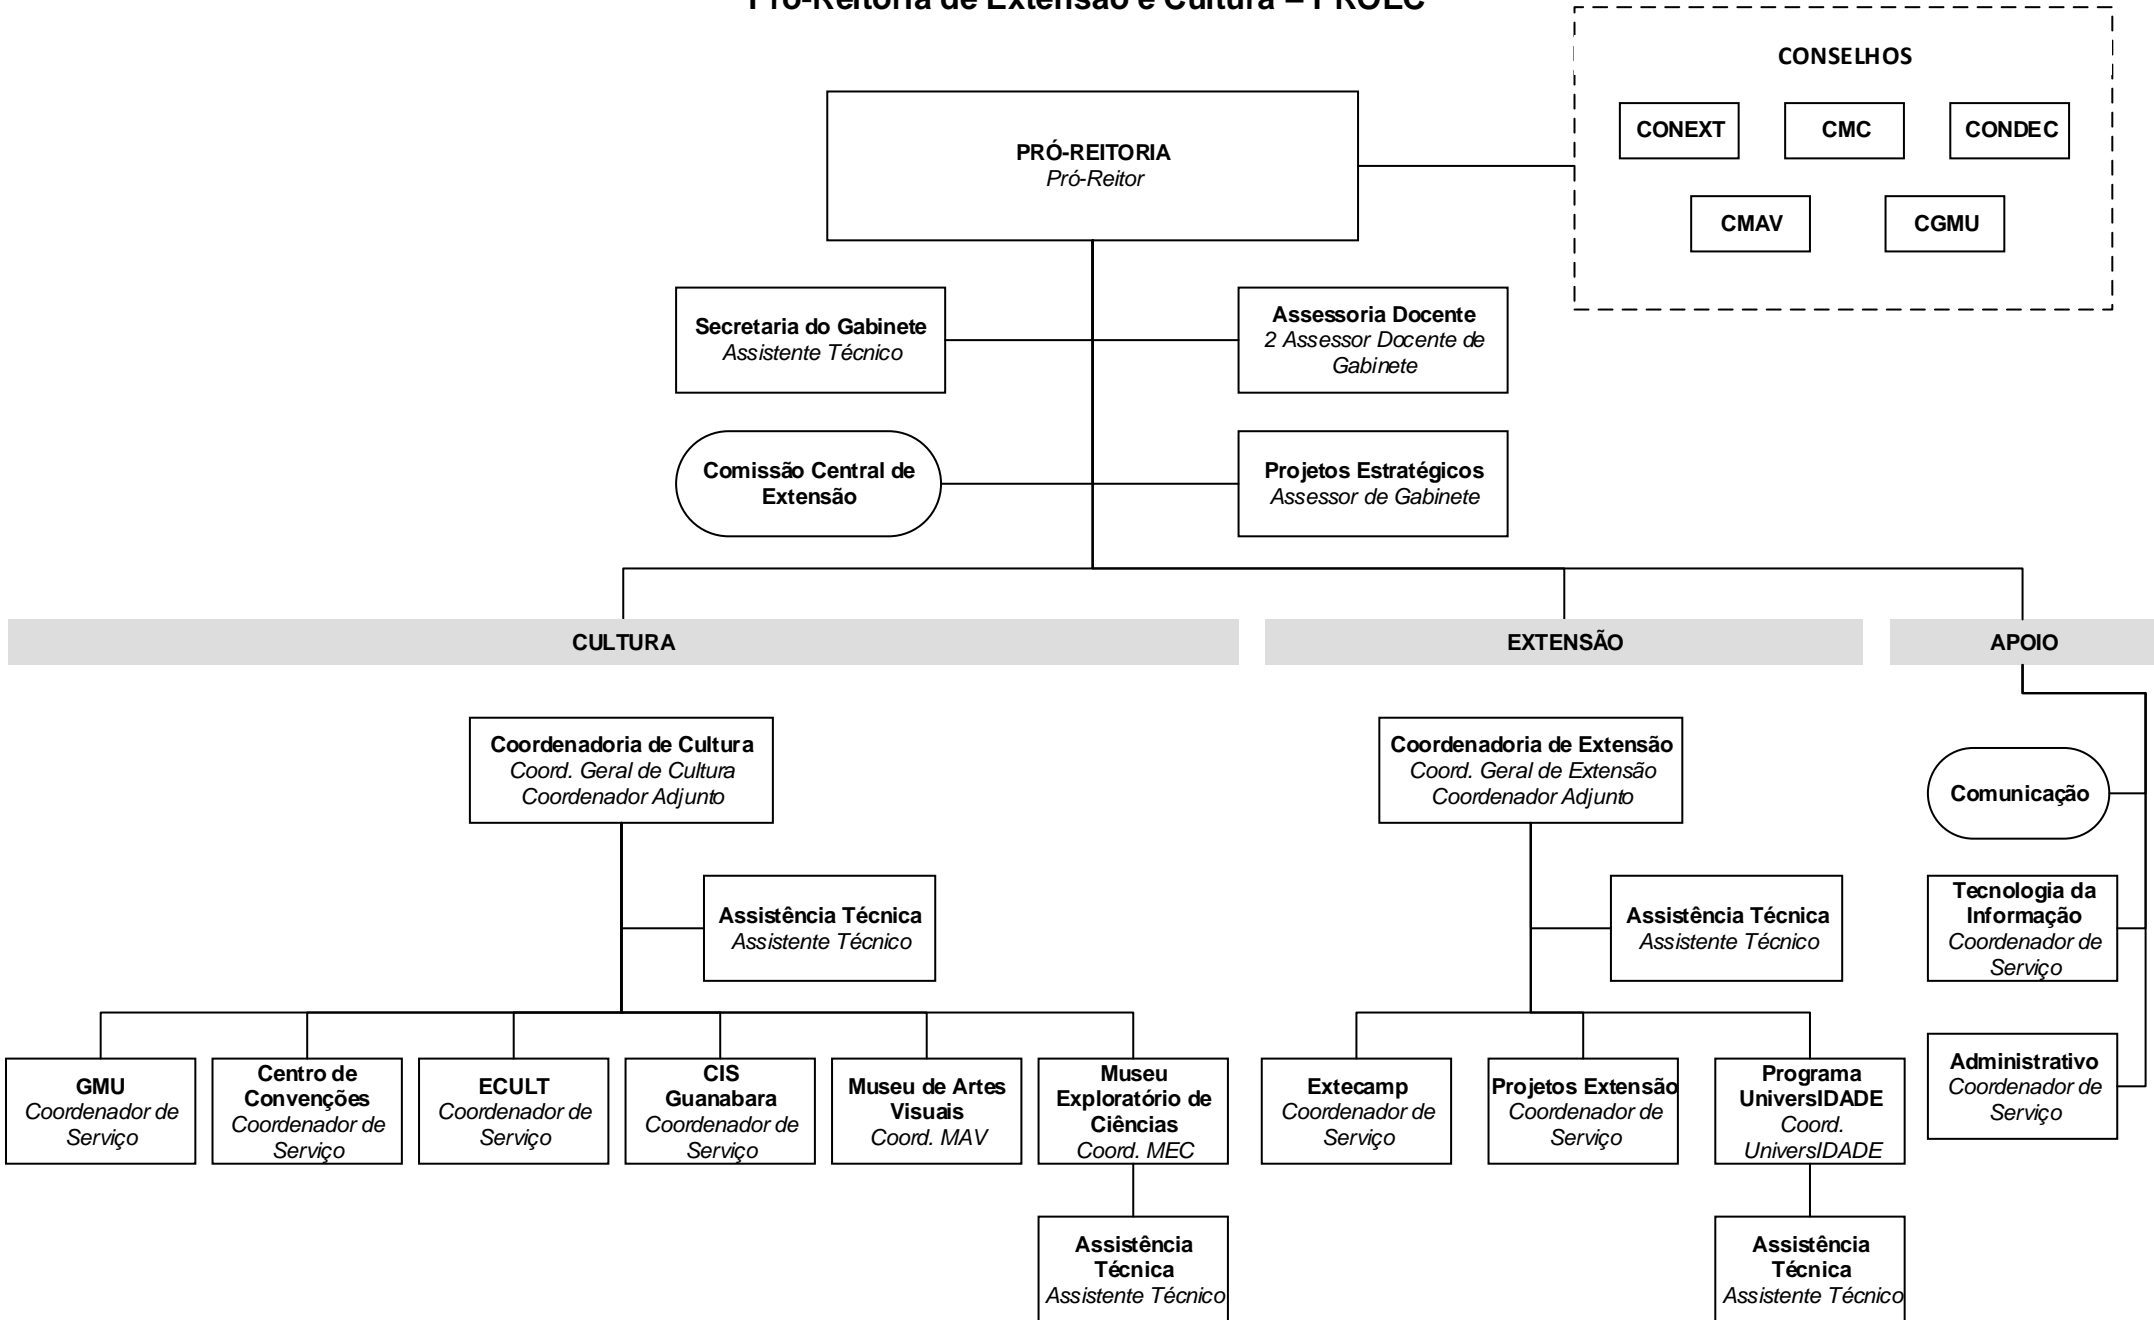 Pró-Reitoria de Extensão e Cultura – PROEC
CONSELHOS
CONEXT
CMC
CONDEC
CMAV
CGMU
PRÓ-REITORIA
Pró-Reitor
Secretaria do Gabinete
Assistente Técnico
Assessoria Docente
2 Assessor Docente de
Gabinete
Comissão Central de
Extensão
Projetos Estratégicos
Assessor de Gabinete
CULTURA
EXTENSÃO
APOIO
Coordenadoria de Cultura
Coord. Geral de Cultura
Coordenador Adjunto
Assistência Técnica
Assistente Técnico
GMU
Coordenador de
Serviço
Centro de
Convenções
Coordenador de
Serviço
ECULT
Coordenador de
Serviço
CIS
Guanabara
Coordenador de
Serviço
Museu de Artes
Visuais
Coord. MAV
Museu
Exploratório de
Ciências
Coord. MEC
Assistência
Técnica
Assistente Técnico
Coordenadoria de Extensão
Coord. Geral de Extensão
Coordenador Adjunto
Assistência Técnica
Assistente Técnico
Extecamp
Coordenador de
Serviço
Projetos Extensão
Coordenador de
Serviço
Programa
UniversIDADE
Coord.
UniversIDADE
Assistência
Técnica
Assistente Técnico
Comunicação
Tecnologia da
Informação
Coordenador de
Serviço
Administrativo
Coordenador de
Serviço